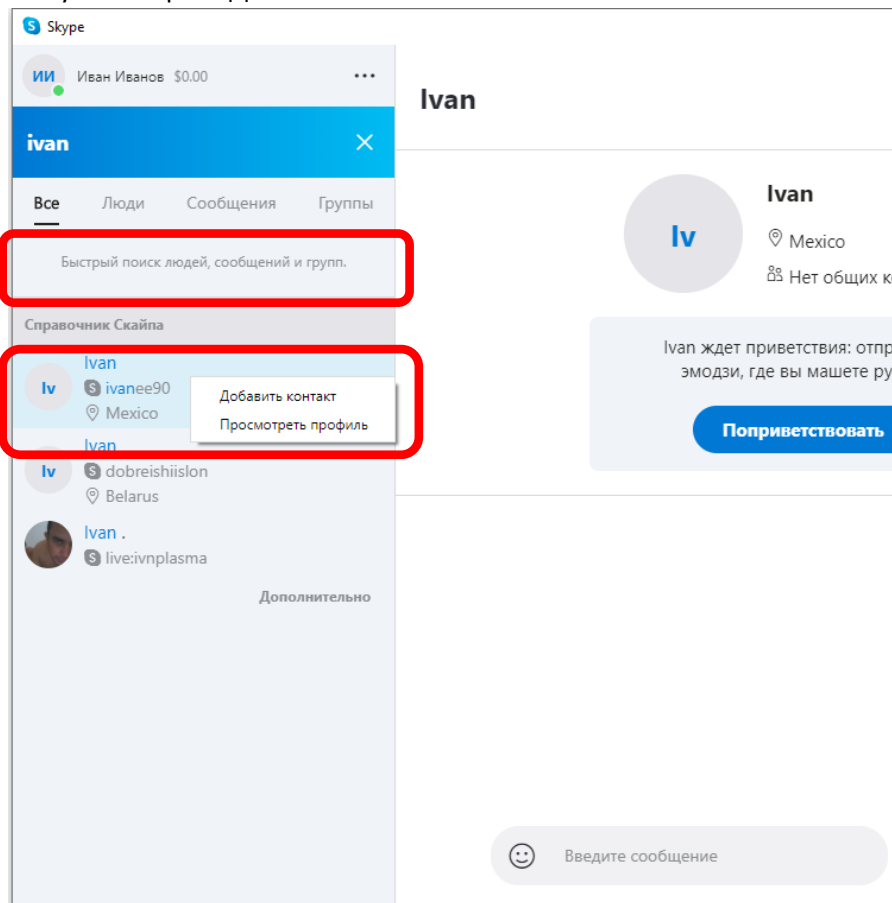 Skype
ИИ
Иван Иванов $0.00
ivan
Все Люди Сообщения Группы
Быстрый поиск людей, сообщений и групп.
Справочник Скайпа
Iv
Ivan
ivanee90
Mexico
Добавить контакт
Просмотреть профиль
Iv
Ivan
dobreishiislon
Belarus
Ivan .
live:ivnplasma
Дополнительно
Ivan
Iv
Ivan
Mexico
Нет общих
Ivan ждет приветствия:
эмодзи, где вы машете
Поприветствовать
Введите сообщение